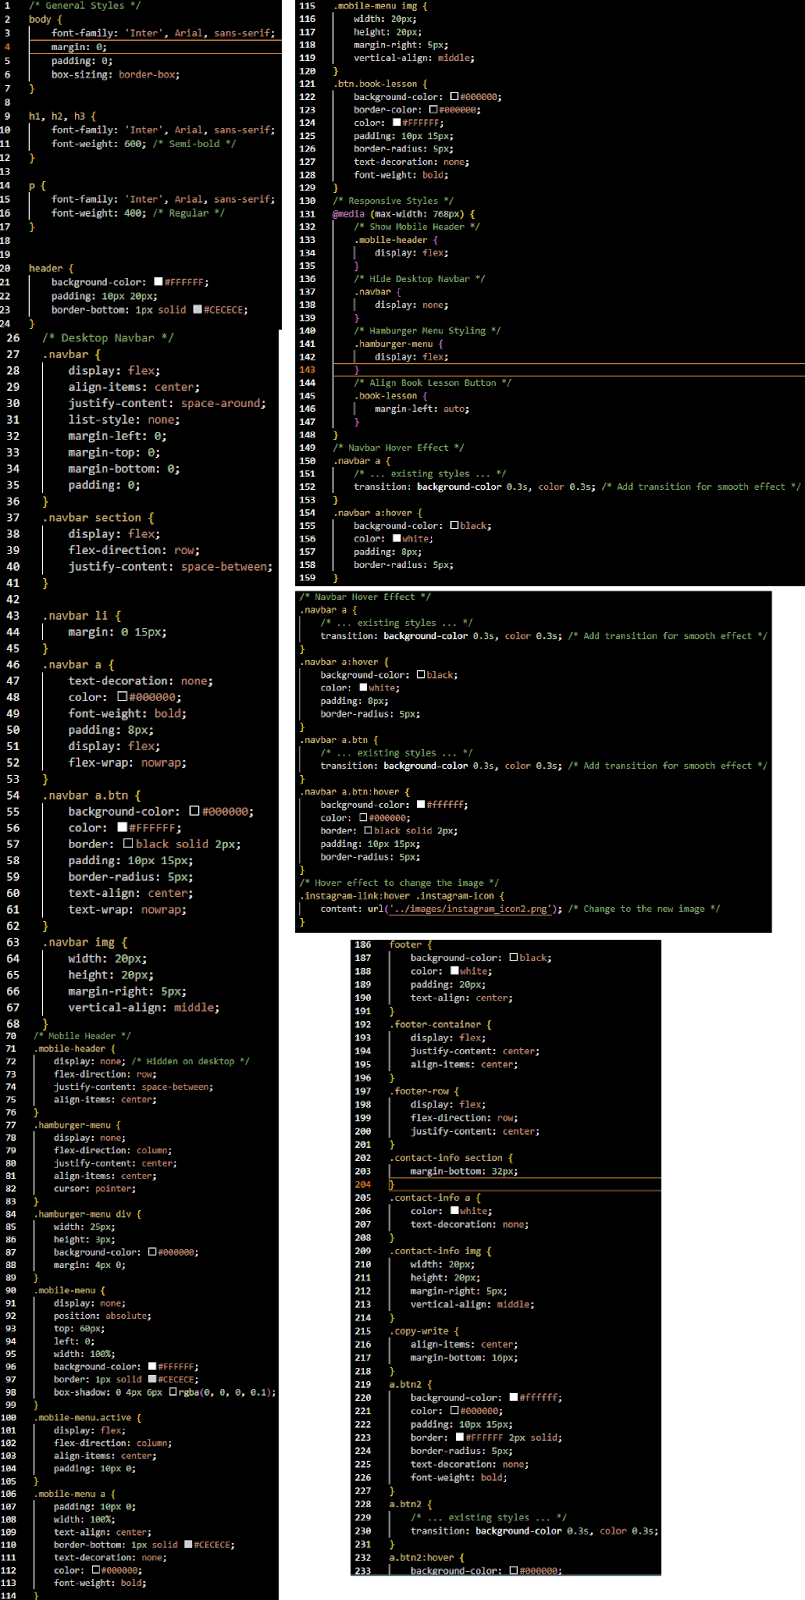 1 /* General Styles */
2 body {
3 font-family: 'Inter', Arial, sans-serif;
4 margin: 0;
5 padding: 0;
6 box-sizing: border-box;
7 }
8
9 h1, h2, h3 {
10 font-family: 'Inter', Arial, sans-serif;
11 font-weight: 600; /* Semi-bold */
12 }
13
14 p {
15 font-family: 'Inter', Arial, sans-serif;
16 font-weight: 400; /* Regular */
17 }
18
19
20 header {
21 background-color: #FFFFFF;
22 padding: 10px 20px;
23 border-bottom: 1px solid #CECECE;
24 }
26 /* Desktop Navbar */
27 .navbar {
28 display: flex;
29 align-items: center;
30 justify-content: space-around;
31 list-style: none;
32 margin-left: 0;
33 margin-top: 0;
34 margin-bottom: 0;
35 padding: 0;
36 }
37 .navbar section {
38 display: flex;
39 flex-direction: row;
40 justify-content: space-between;
41 }
42
43 .navbar li {
44 margin: 0 15px;
45 }
46 .navbar a {
47 text-decoration: none;
48 color: #000000;
49 font-weight: bold;
50 padding: 8px;
51 display: flex;
52 flex-wrap: nowrap;
53 }
54 .navbar a.btn {
55 background-color: #000000;
56 color: #FFFFFF;
57 border: black solid 2px;
58 padding: 10px 15px;
59 border-radius: 5px;
60 text-align: center;
61 text-wrap: nowrap;
62 }
63 .navbar img {
64 width: 20px;
65 height: 20px;
66 margin-right: 5px;
67 vertical-align: middle;
68 }
70 /* Mobile Header */
71 .mobile-header {
72 display: none; /* Hidden on desktop */
73 flex-direction: row;
74 justify-content: space-between;
75 align-items: center;
76 }
77 .hamburger-menu {
78 display: none;
79 flex-direction: column;
80 justify-content: center;
81 align-items: center;
82 cursor: pointer;
83 }
84 .hamburger-menu div {
85 width: 25px;
86 height: 3px;
87 background-color: #000000;
88 margin: 4px 0;
89 }
90 .mobile-menu {
91 display: none;
92 position: absolute;
93 top: 60px;
94 left: 0;
95 width: 100%;
96 background-color: #FFFFFF;
97 border: 1px solid #CECECE;
98 box-shadow: 0 4px 6px rgba(0, 0, 0, 0.1);
99 }
100 .mobile-menu.active {
101 display: flex;
102 flex-direction: column;
103 align-items: center;
104 padding: 10px 0;
105 }
106 .mobile-menu a {
107 padding: 10px 0;
108 width: 100%;
109 text-align: center;
110 border-bottom: 1px solid #CECECE;
111 text-decoration: none;
112 color: #000000;
113 font-weight: bold;
114 }
115 .mobile-menu img {
116 width: 20px;
117 height: 20px;
118 margin-right: 5px;
119 vertical-align: middle;
120 }
121 .btn.book-lesson {
122 background-color: #000000;
123 border-color: #000000;
124 color: #FFFFFF;
125 padding: 10px 15px;
126 border-radius: 5px;
127 text-decoration: none;
128 font-weight: bold;
129 }
130 /* Responsive Styles */
131 @media (max-width: 768px) {
132 /* Show Mobile Header */
133 .mobile-header {
134 display: flex;
135 }
136 /* Hide Desktop Navbar */
137 .navbar {
138 display: none;
139 }
140 /* Hamburger Menu Styling */
141 .hamburger-menu {
142 display: flex;
143 }
144 /* Align Book Lesson Button */
145 .book-lesson {
146 margin-left: auto;
147 }
148 }
149 /* Navbar Hover Effect */
150 .navbar a {
151 /* ... existing styles ... */
152 transition: background-color 0.3s, color 0.3s; /* Add transition for smooth effect */
153 }
154 .navbar a:hover {
155 background-color: black;
156 color: white;
157 padding: 8px;
158 border-radius: 5px;
159 }
/* Navbar Hover Effect */
.navbar a {
/* ... existing styles ... */
transition: background-color 0.3s, color 0.3s; /* Add transition for smooth effect */
}
.navbar a:hover {
background-color: black;
color: white;
padding: 8px;
border-radius: 5px;
}
.navbar a.btn {
/* ... existing styles ... */
transition: background-color 0.3s, color 0.3s; /* Add transition for smooth effect */
}
.navbar a.btn:hover {
background-color: #ffffff;
color: #000000;
border: black solid 2px;
padding: 10px 15px;
border-radius: 5px;
}
/* Hover effect to change the image */
.instagram-link:hover .instagram-icon {
content: url('../images/instagram_icon2.png'); /* Change to the new image */
}
186 footer {
187 background-color: black;
188 color: white;
189 padding: 20px;
190 text-align: center;
191 }
192 .footer-container {
193 display: flex;
194 justify-content: center;
195 align-items: center;
196 }
197 .footer-row {
198 display: flex;
199 flex-direction: row;
200 justify-content: center;
201 }
202 .contact-info section {
203 margin-bottom: 32px;
204 }
205 .contact-info a {
206 color: white;
207 text-decoration: none;
208 }
209 .contact-info img {
210 width: 20px;
211 height: 20px;
212 margin-right: 5px;
213 vertical-align: middle;
214 }
215 .copy-write {
216 align-items: center;
217 margin-bottom: 16px;
218 }
219 a.btn2 {
220 background-color: #ffffff;
221 color: #000000;
222 padding: 10px 15px;
223 border: #FFFFFF 2px solid;
224 border-radius: 5px;
225 text-decoration: none;
226 font-weight: bold;
227 }
228 a.btn2 {
229 /* ... existing styles ... */
230 transition: background-color 0.3s, color 0.3s;
231 }
232 a.btn2:hover {
233 background-color: #000000;